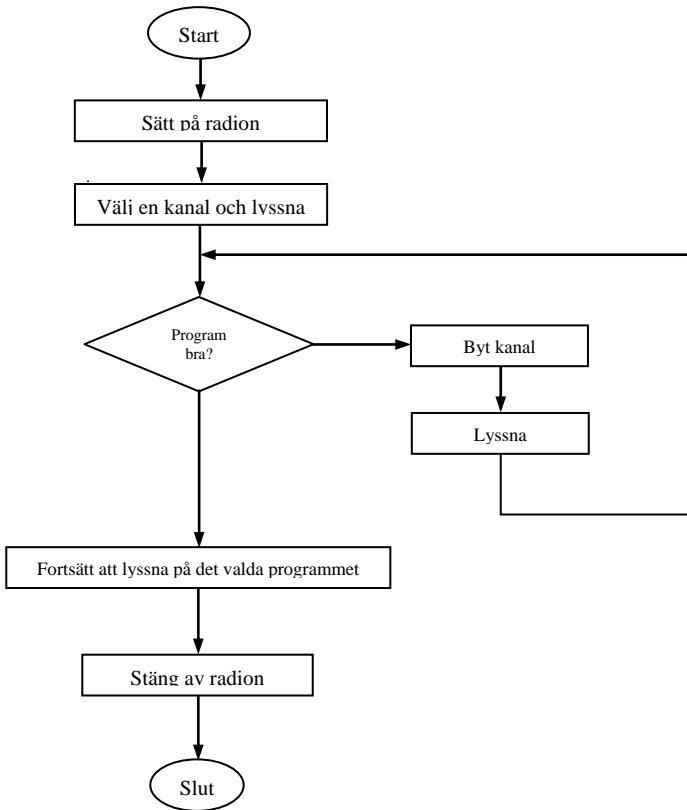 Start
Sätt på radion
Välj en kanal och lyssna
Program
bra?
Byt kanal
Lyssna
Fortsätt att lyssna på det valda programmet
Stäng av radion
Slut